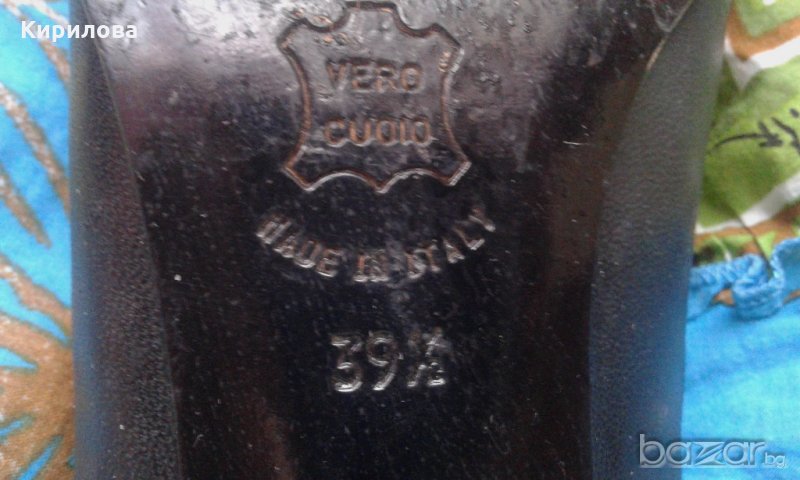 Кирилова
VERO
CUOIO
MADE IN ITALY
39½
bazar.bg